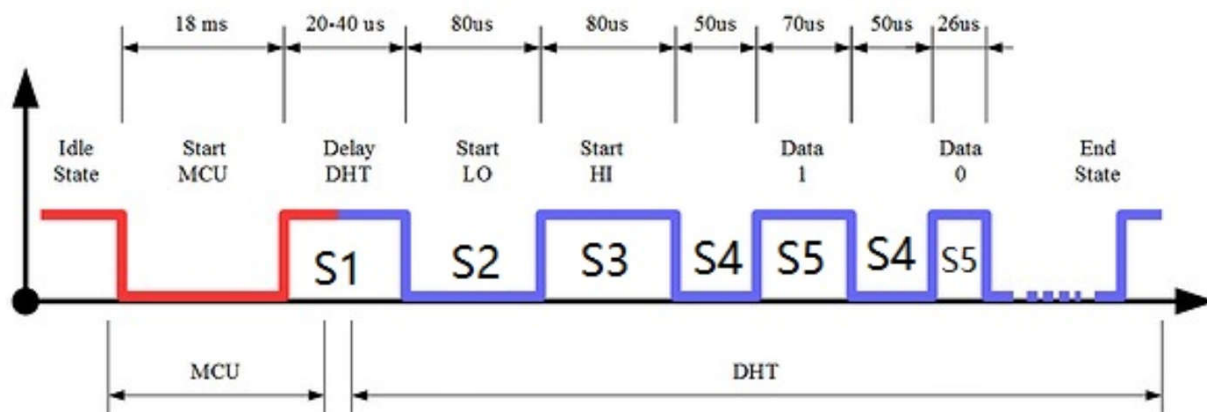 18 ms 20-40 us 80us 80us 50us 70us 50us 26us
Idle Start Delay Start Start Data Data End
State MCU DHT LO HI 1 0 State
S1 S2 S3 S4 S5 S4 S5
MCU DHT